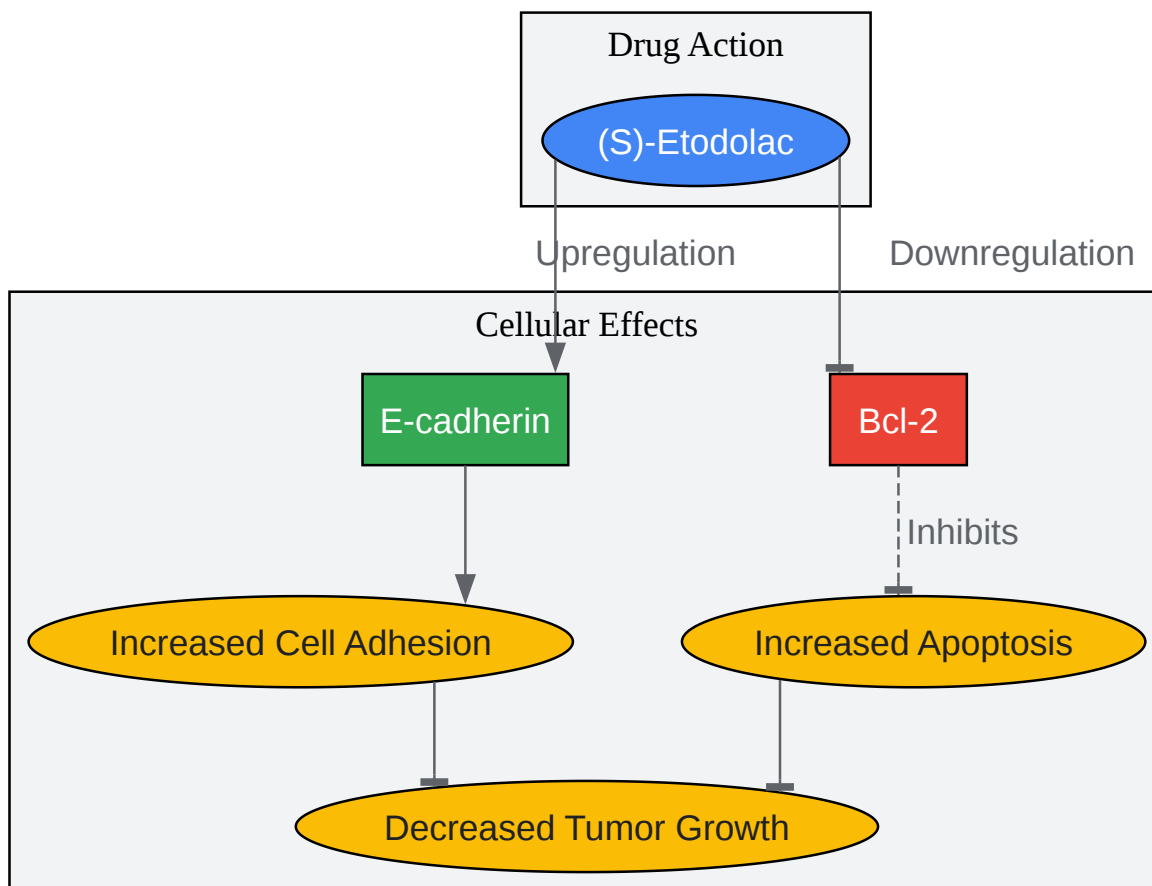 Drug Action
(S)-Etodolac
Upregulation
Downregulation
Cellular Effects
E-cadherin
Bcl-2
Inhibits
Increased Cell Adhesion
Increased Apoptosis
Decreased Tumor Growth